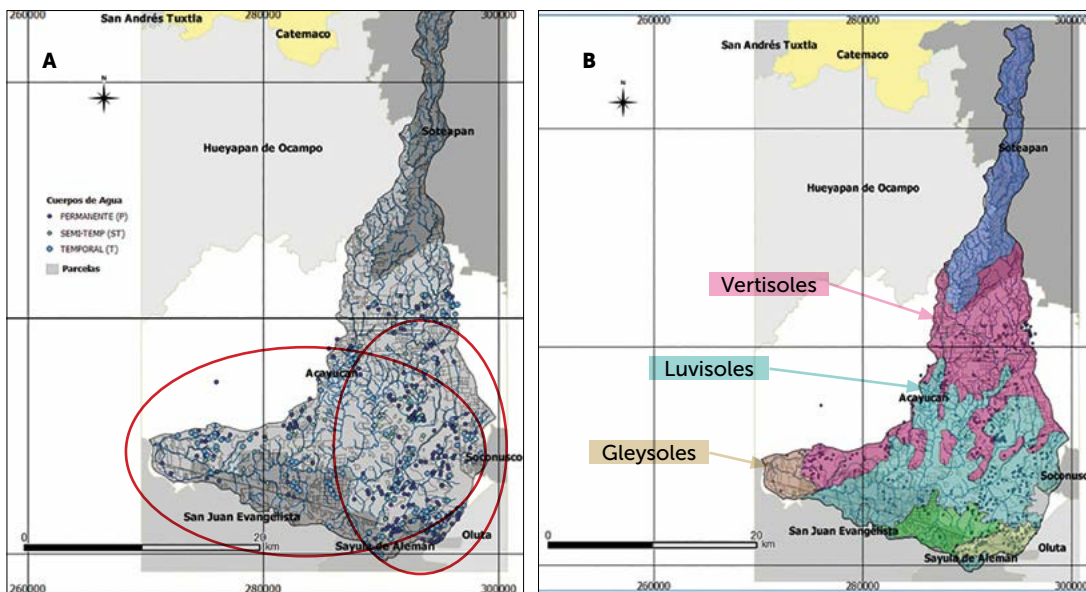 260000
280000
300000
San Andrés Tuxtla
Catemaco
A
N
Soteapan
Hueyapan de Ocampo
Cuerpos de Agua
PERMANENTE (P)
SEMI-TEMP (ST)
TEMPORAL (T)
Parcelas
Acayucan
Soconusco
San Juan Evangelista
Oluta
Sayula de Alemán
20
km
260000
280000
300000
280000
300000
B
San Andrés Tuxtla
Catemaco
N
Soteapan
Hueyapan de Ocampo
Vertisoles
Luvisoles
Acayucan
Gleysoles
Soconusco
San Juan Evangelista
Oluta
Sayula de Alemán
20
km
260000
280000
300000